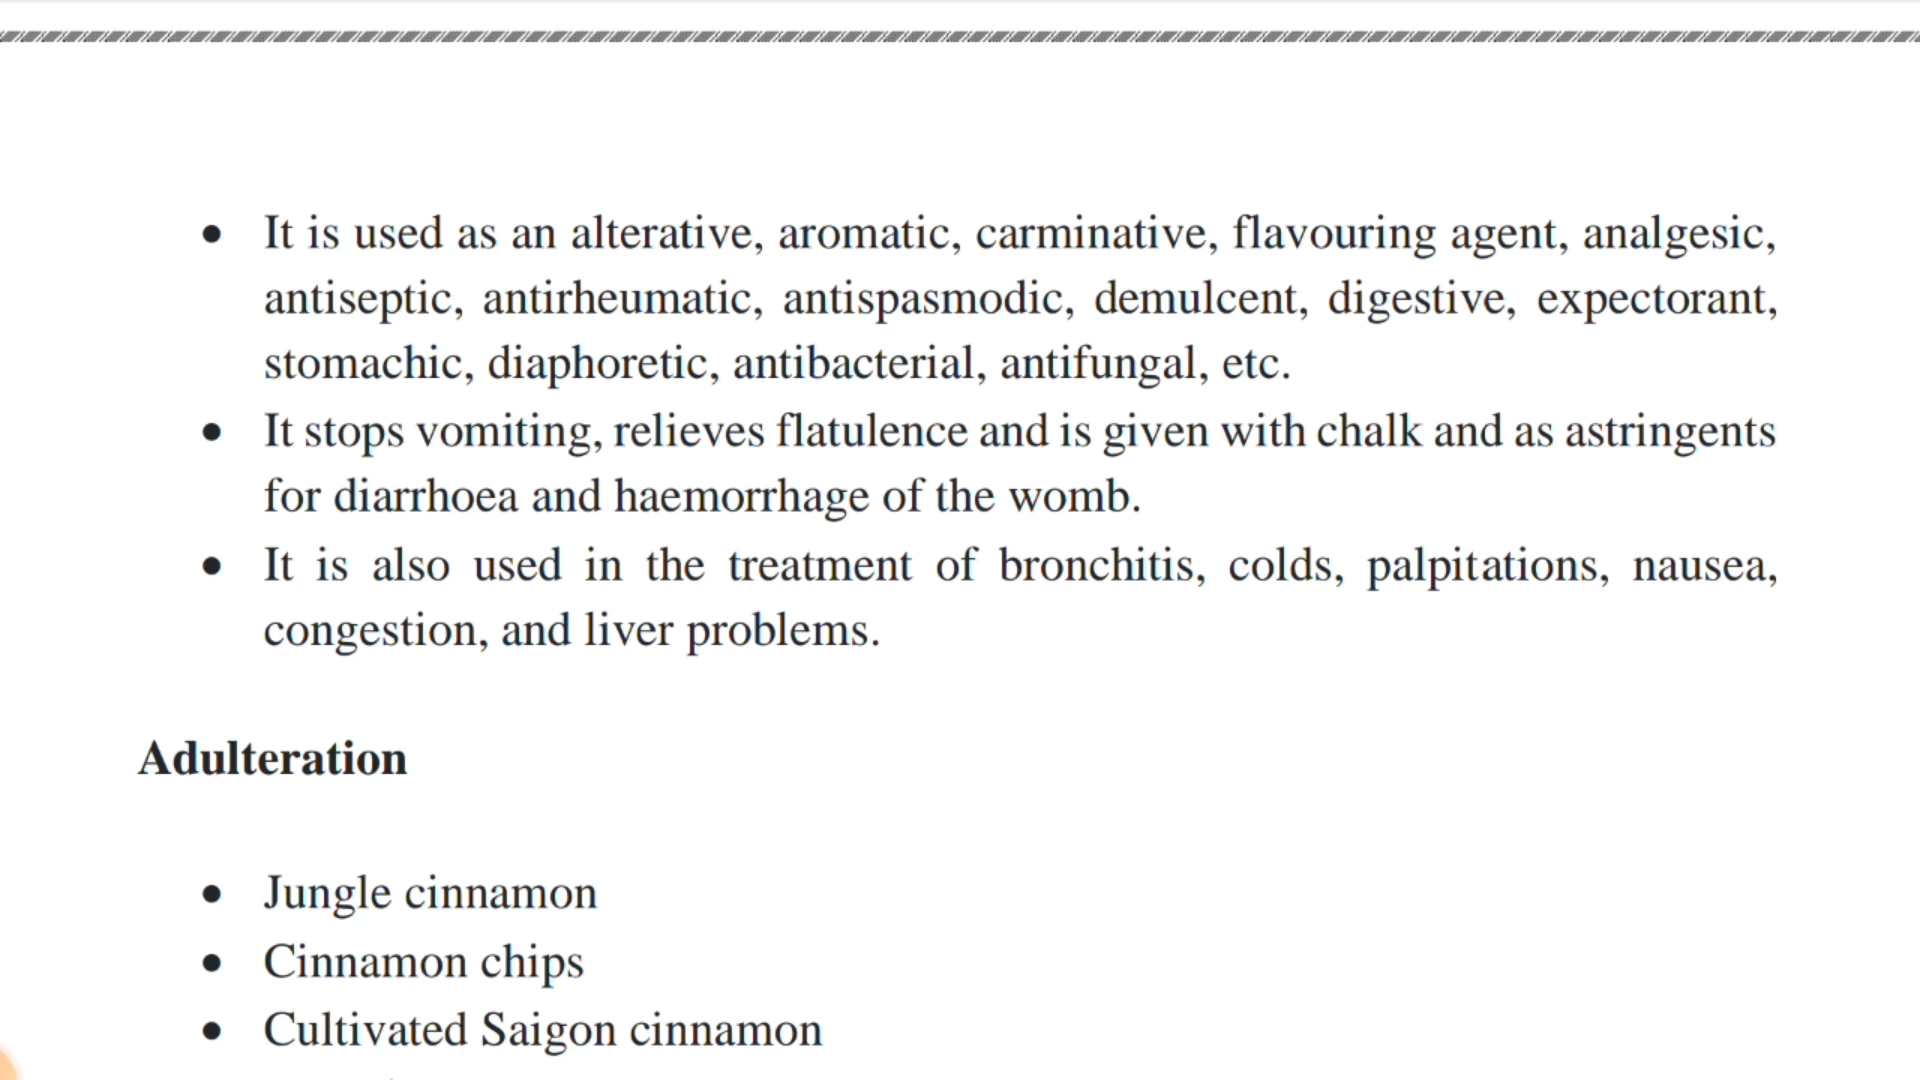 ● It is used as an alterative, aromatic, carminative, flavouring agent, analgesic,
antiseptic, antirheumatic, antispasmodic, demulcent, digestive, expectorant,
stomachic, diaphoretic, antibacterial, antifungal, etc.
● It stops vomiting, relieves flatulence and is given with chalk and as astringents
for diarrhoea and haemorrhage of the womb.
● It is also used in the treatment of bronchitis, colds, palpitations, nausea,
congestion, and liver problems.
Adulteration
● Jungle cinnamon
● Cinnamon chips
● Cultivated Saigon cinnamon